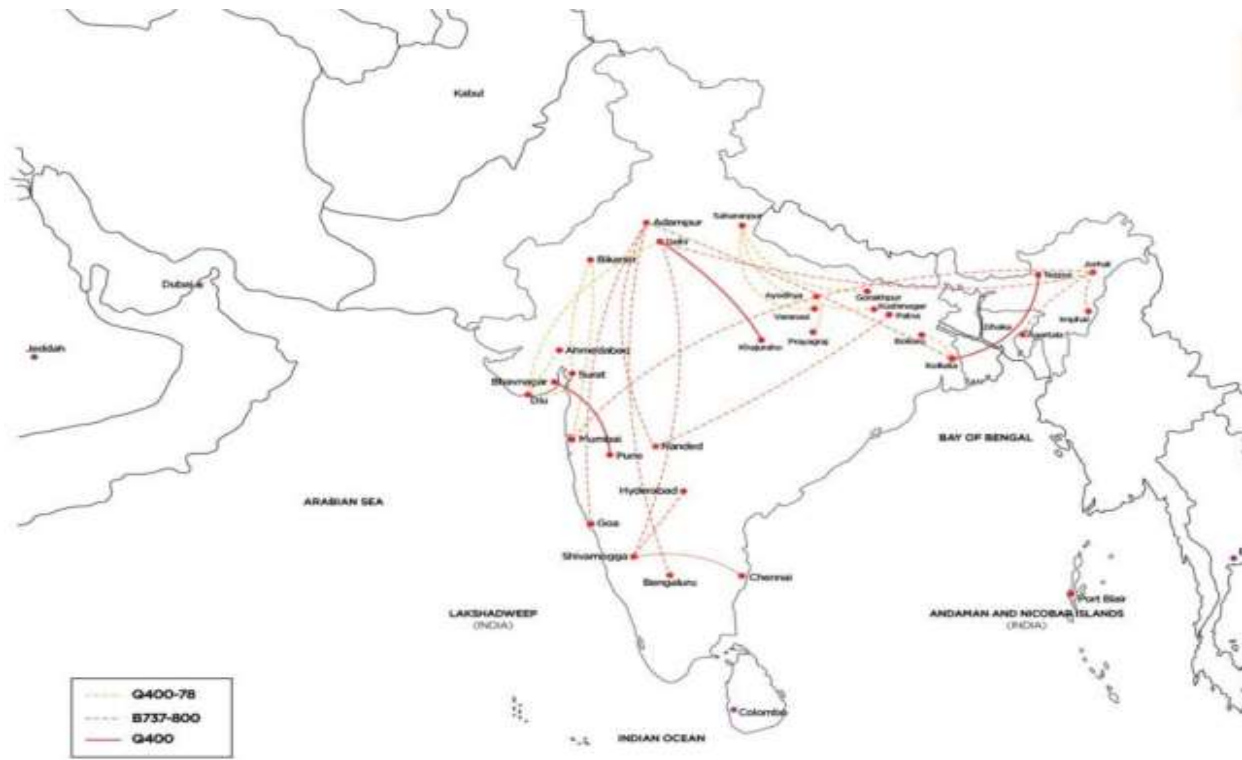 Kabul
Adampur
Saharanpur
Delhi
Bikaner
Jorhat
Tezpur
Dubai
Ayodhya
Gorakhpur
Kushinagar
Varanasi
Patna
Dhaka
Imphal
Agartala
Prayagraj
Khajuraho
Kolkata
Jeddah
Ahmedabad
Surat
Bhavnagar
Diu
Mumbai
Pune
Nanded
BAY OF BENGAL
Hyderabad
ARABIAN SEA
Goa
Shivamogga
Bengaluru
Chennai
Port Blair
LAKSHADWEEP
(INDIA)
ANDAMAN AND NICOBAR ISLANDS
(INDIA)
Q400-78
B737-800
Q400
Colombo
INDIAN OCEAN